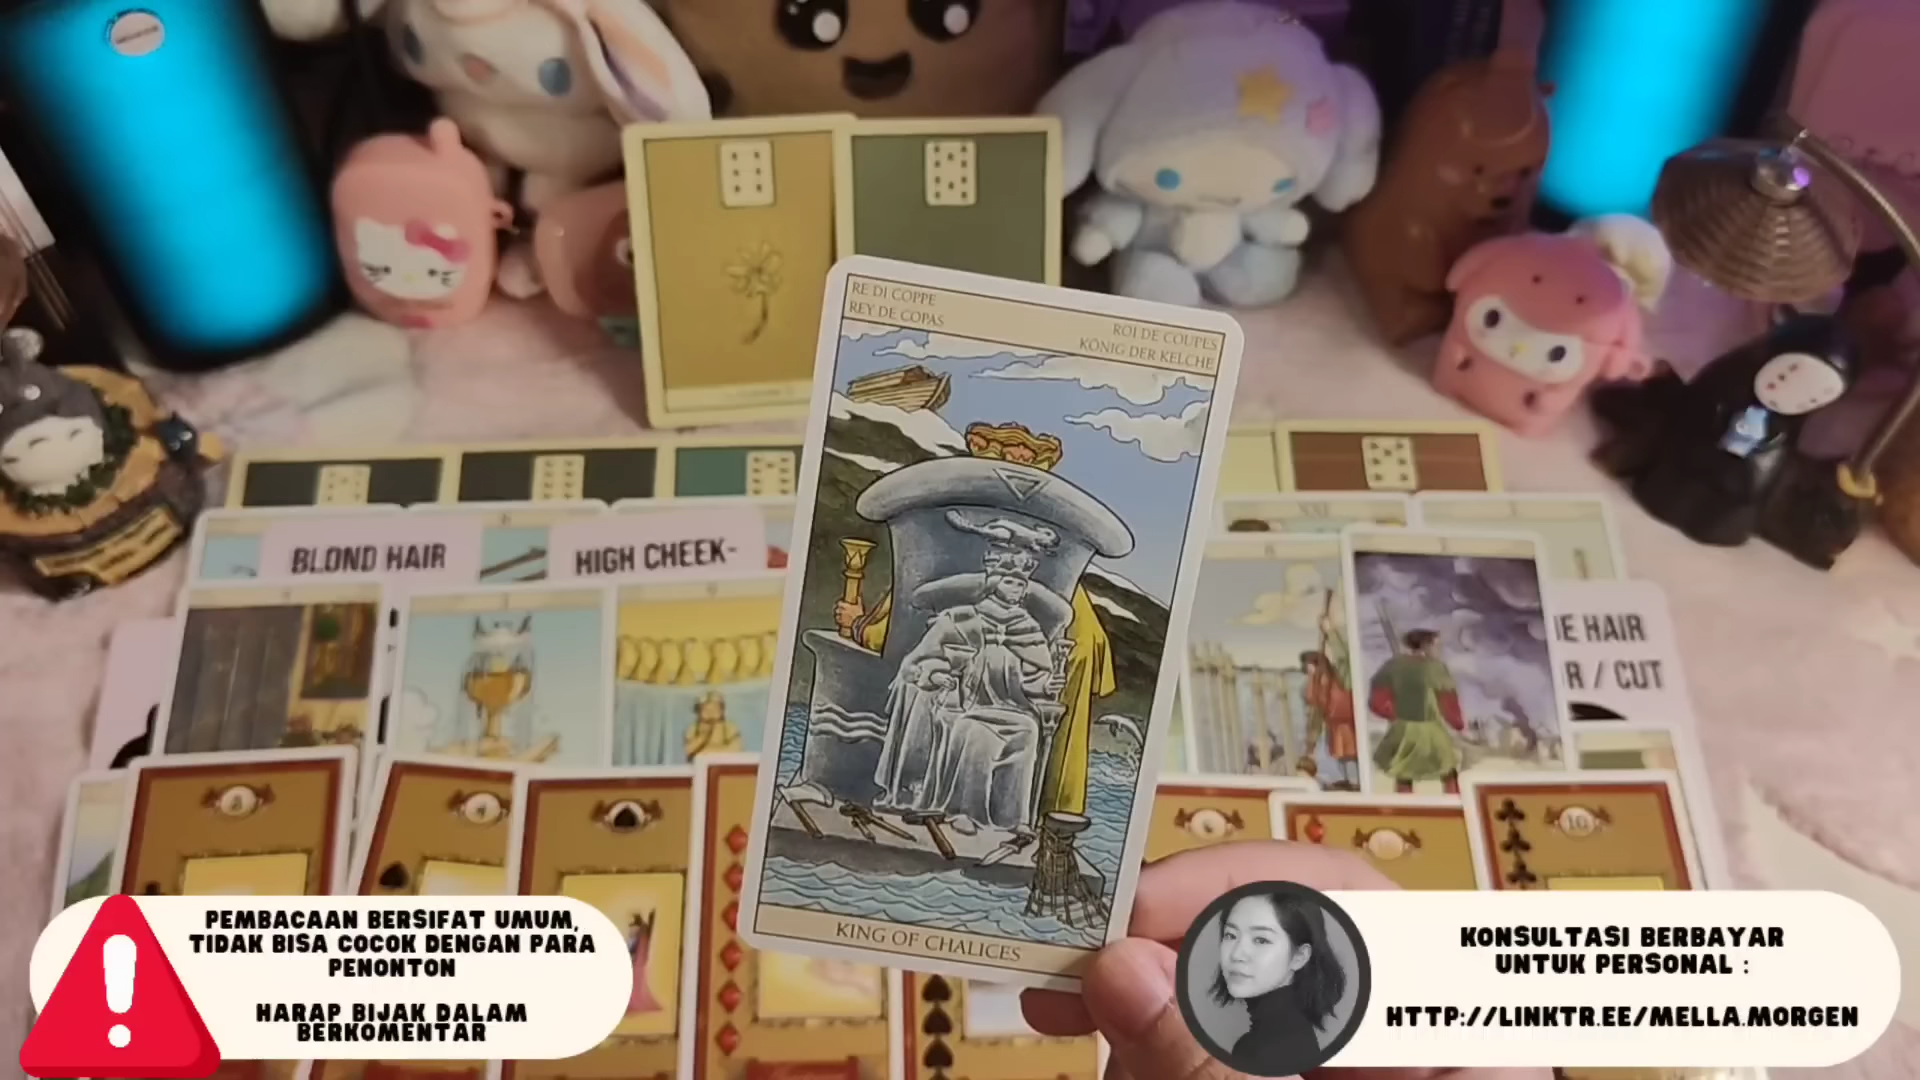 RE DI COPPE
REY DE COPAS
ROI DE COUPES
KÖNIG DER KELCHE
BLOND HAIR
HIGH CHEEK-
E HAIR
R / CUT
10
KING OF CHALICES
PEMBACAAN BERSIFAT UMUM,
TIDAK BISA COCOK DENGAN PARA
PENONTON
HARAP BIJAK DALAM
BERKOMENTAR
KONSULTASI BERBAYAR
UNTUK PERSONAL :
HTTP://LINKTR.EE/MELLA.MORGEN